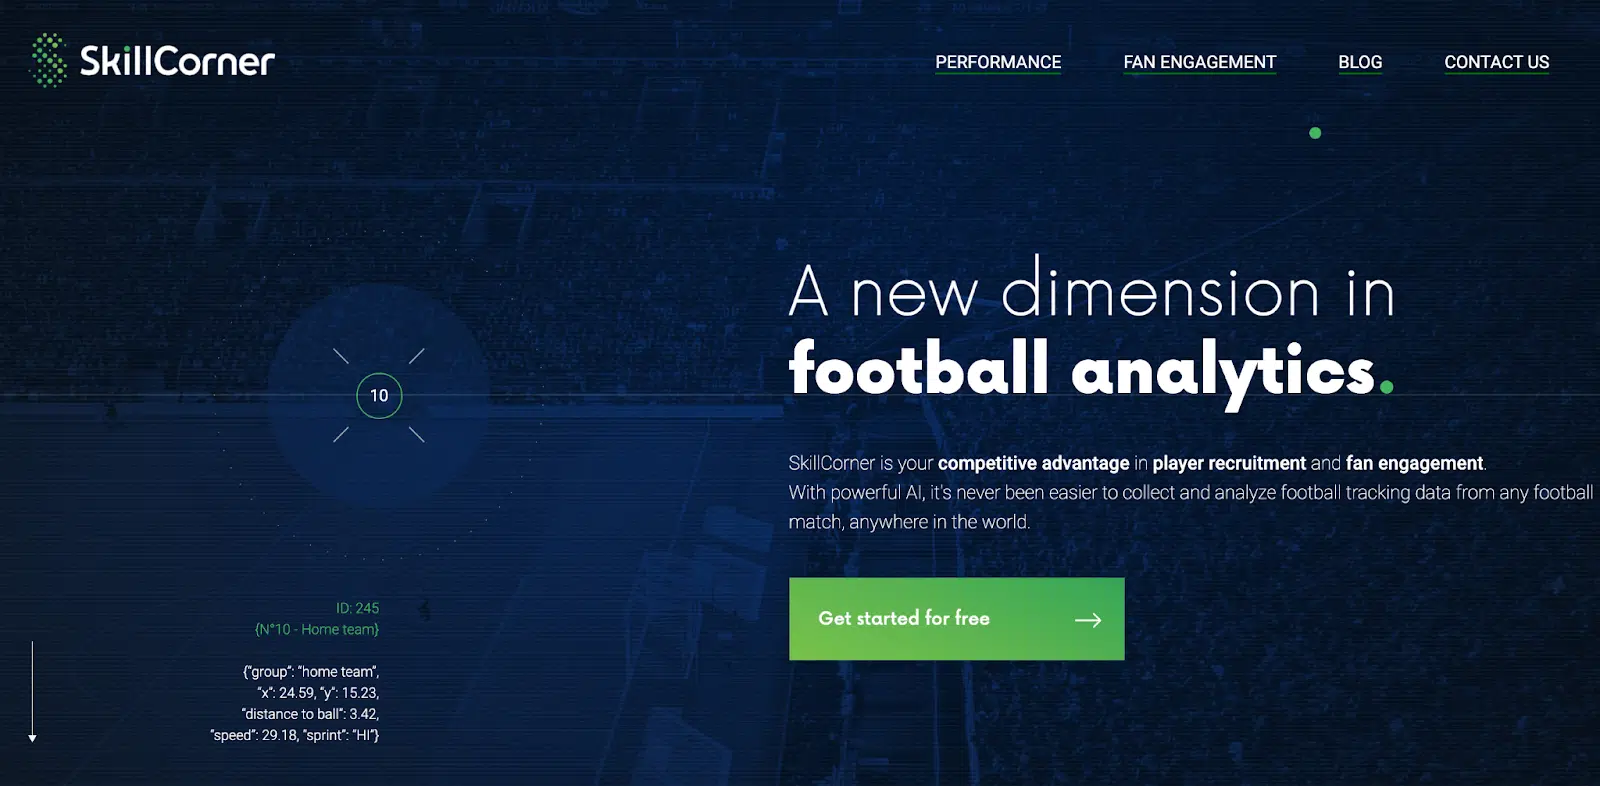 SkillCorner
PERFORMANCE
FAN ENGAGEMENT
BLOG
CONTACT US
A new dimension in
football analytics.
SkillCorner is your competitive advantage in player recruitment and fan engagement.
With powerful AI, it's never been easier to collect and analyze football tracking data from any football
match, anywhere in the world.
Get started for free
10
ID: 245
{N°10 - Home team}
{“group”: “home team”,
“x”: 24.59, “y”: 15.23,
“distance to ball”: 3.42,
“speed”: 29.18, “sprint”: “HI”}